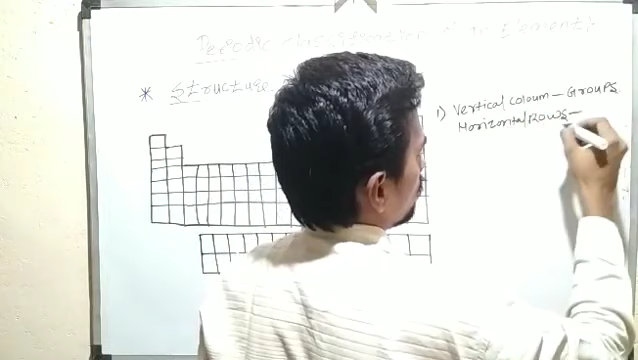 Periodic classification of Elements
* Structure
1) Vertical Coloum - Groups
Horizontal Rows -